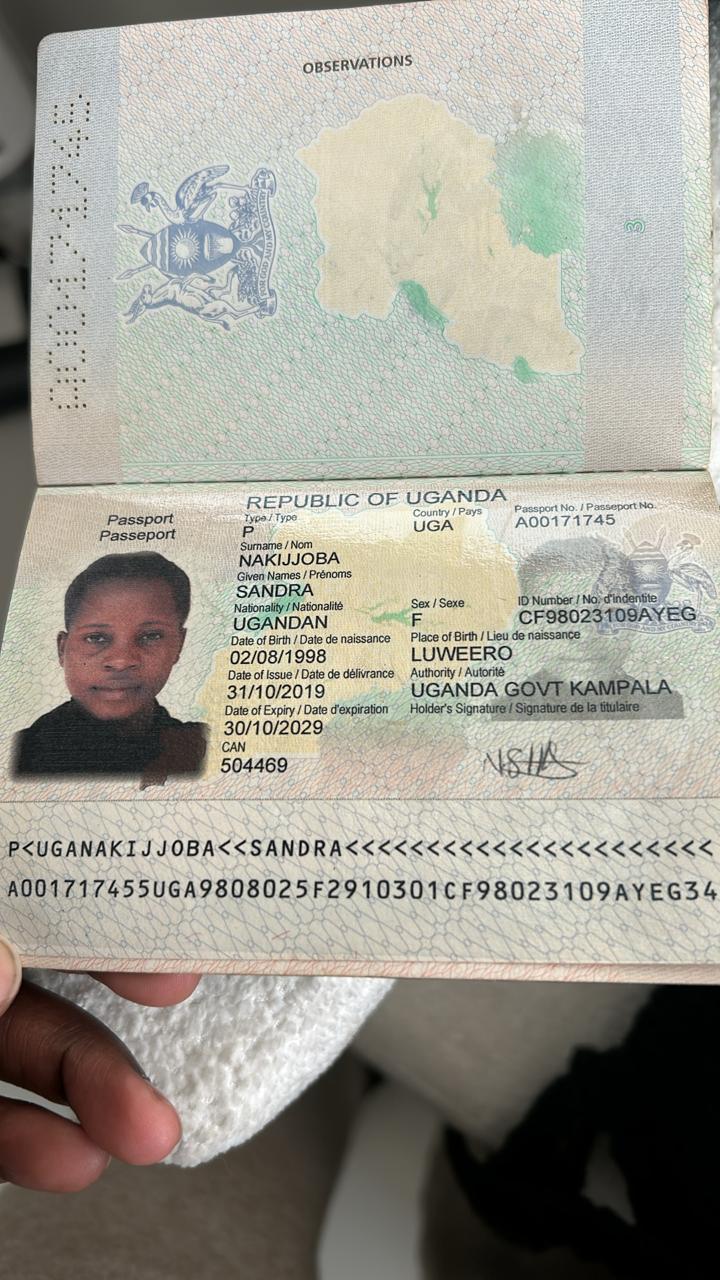 OBSERVATIONS
A00171745
3
REPUBLIC OF UGANDA
Passport
Passeport
Type / Type
P
Country / Pays
UGA
Passport No. / Passeport No.
A00171745
Surname / Nom
NAKIJJOBA
Given Names / Prénoms
SANDRA
Nationality / Nationalité
UGANDAN
Sex / Sexe
F
ID Number / No. d'indentite
CF98023109AYEG
Date of Birth / Date de naissance
02/08/1998
Place of Birth / Lieu de naissance
LUWEERO
Date of Issue / Date de délivrance
31/10/2019
Authority / Autorité
UGANDA GOVT KAMPALA
Date of Expiry / Date d'expiration
30/10/2029
Holder's Signature / Signature de la titulaire
CAN
504469
P<UGANAKIJJOBA<<SANDRA<<<<<<<<<<<<<<<<<<<<<<
A001717455UGA9808025F2910301CF98023109AYEG34